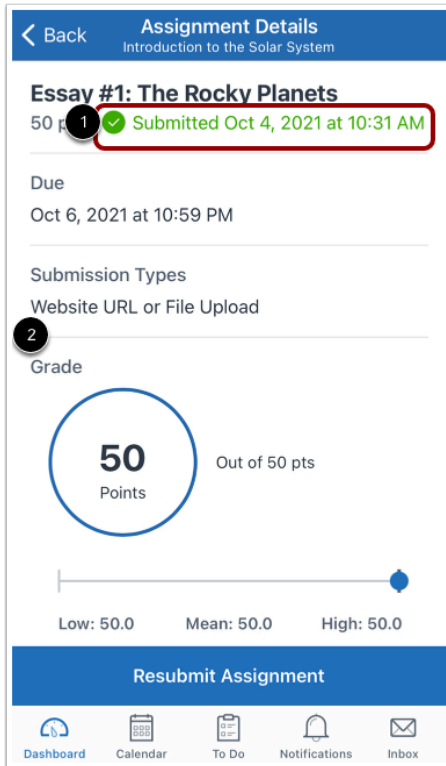 Back
Assignment Details
Introduction to the Solar System
Essay #1: The Rocky Planets
50 p
1
Submitted Oct 4, 2021 at 10:31 AM
Due
Oct 6, 2021 at 10:59 PM
Submission Types
Website URL or File Upload
2
Grade
50
Points
Out of 50 pts
Low: 50.0 Mean: 50.0 High: 50.0
Resubmit Assignment
Dashboard Calendar To Do Notifications Inbox